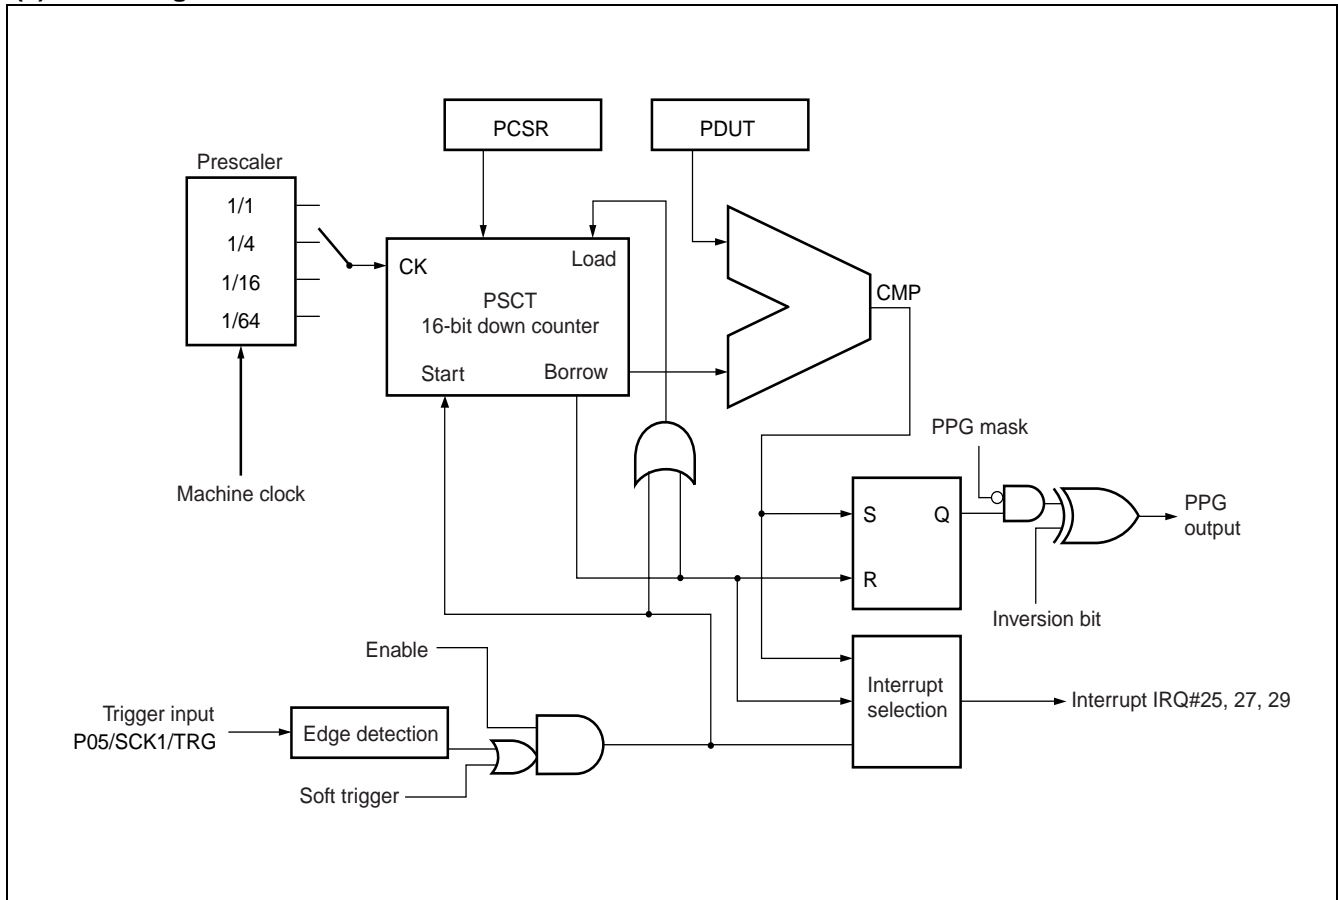 PCSR
PDUT
Prescaler
1/1
1/4
1/16
1/64
CK
Load
PSCT
16-bit down counter
Start
Borrow
CMP
Machine clock
PPG mask
S
Q
R
PPG
output
Inversion bit
Enable
Interrupt
selection
Interrupt IRQ#25, 27, 29
Trigger input
P05/SCK1/TRG
Edge detection
Soft trigger